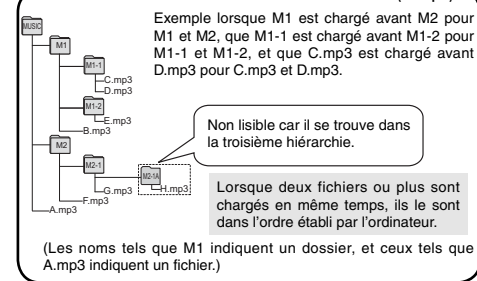 Exemple lorsque M1 est chargé avant M2 pour
M1 et M2, que M1-1 est chargé avant M1-2 pour
M1-1 et M1-2, et que C.mp3 est chargé avant
D.mp3 pour C.mp3 et D.mp3.
MUSIC
M1
M1-1
C.mp3
D.mp3
M1-2
E.mp3
B.mp3
M2
M2-1
M2-1A
H.mp3
G.mp3
F.mp3
A.mp3
Non lisible car il se trouve dans
la troisième hiérarchie.
Lorsque deux fichiers ou plus sont
chargés en même temps, ils le sont
dans l'ordre établi par l'ordinateur.
(Les noms tels que M1 indiquent un dossier, et ceux tels que
A.mp3 indiquent un fichier.)